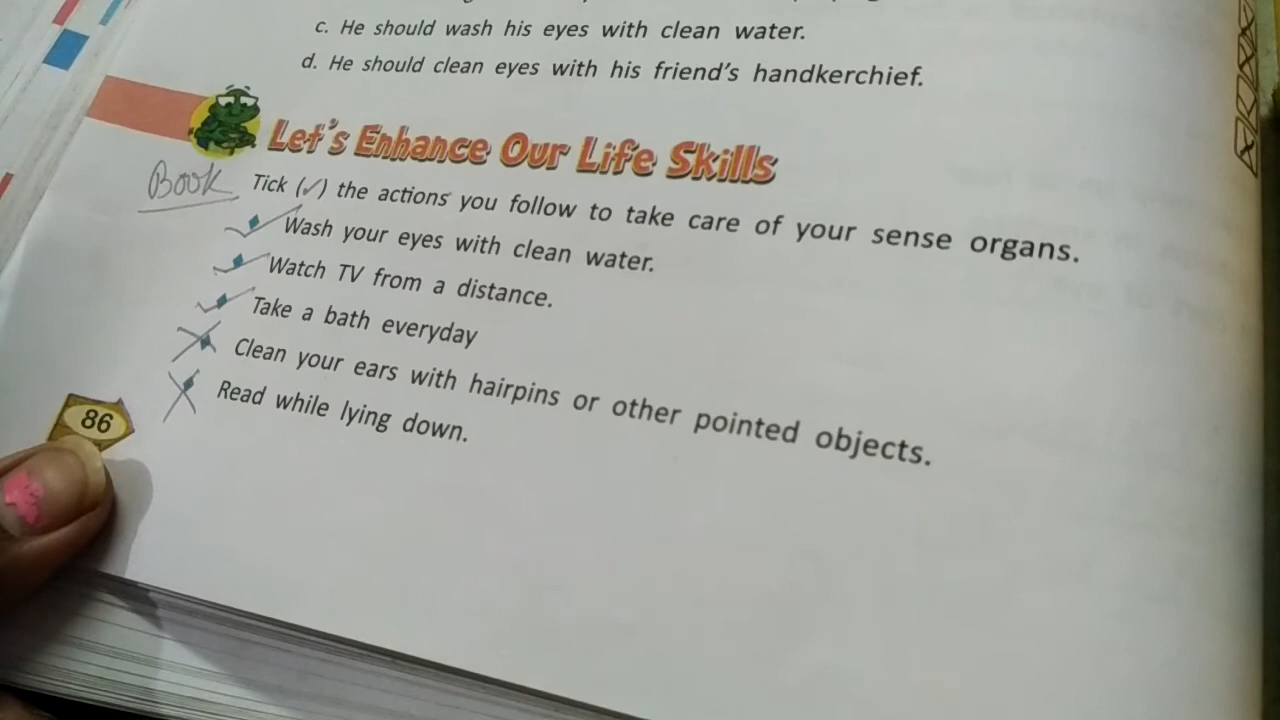 c. He should wash his eyes with clean water.
d. He should clean eyes with his friend's handkerchief.
Let's Enhance Our Life Skills
Book
Tick (✓) the actions you follow to take care of your sense organs.
Wash your eyes with clean water.
Watch TV from a distance.
Take a bath everyday
Clean your ears with hairpins or other pointed objects.
Read while lying down.
86